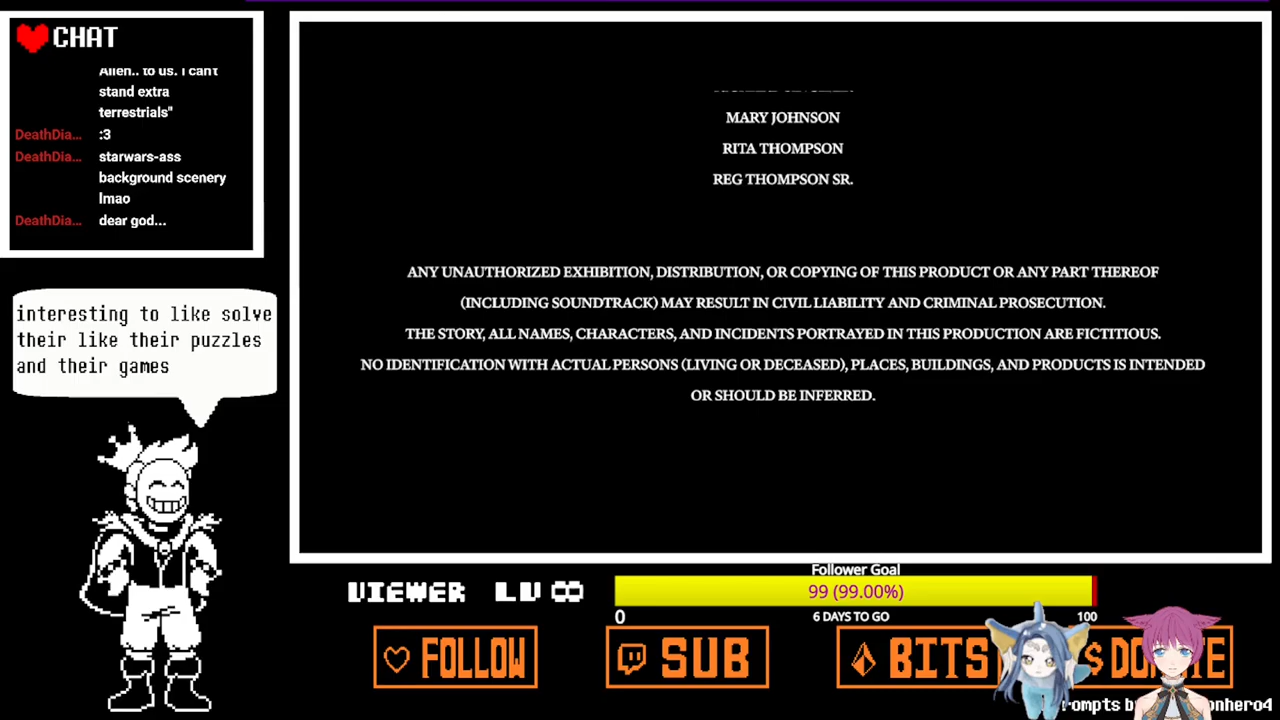 CHAT
Allen.. to us. I can't
stand extra
terrestrials"
DeathDia... :3
DeathDia... starwars-ass
background scenery
lmao
DeathDia... dear god...
interesting to like solve
their like their puzzles
and their games
MARY JOHNSON
RITA THOMPSON
REG THOMPSON SR.
ANY UNAUTHORIZED EXHIBITION, DISTRIBUTION, OR COPYING OF THIS PRODUCT OR ANY PART THEREOF
(INCLUDING SOUNDTRACK) MAY RESULT IN CIVIL LIABILITY AND CRIMINAL PROSECUTION.
THE STORY, ALL NAMES, CHARACTERS, AND INCIDENTS PORTRAYED IN THIS PRODUCTION ARE FICTITIOUS.
NO IDENTIFICATION WITH ACTUAL PERSONS (LIVING OR DECEASED), PLACES, BUILDINGS, AND PRODUCTS IS INTENDED
OR SHOULD BE INFERRED.
Follower Goal
VIEWER LV ∞
99 (99.00%)
0 6 DAYS TO GO 100
FOLLOW
SUB
BITS